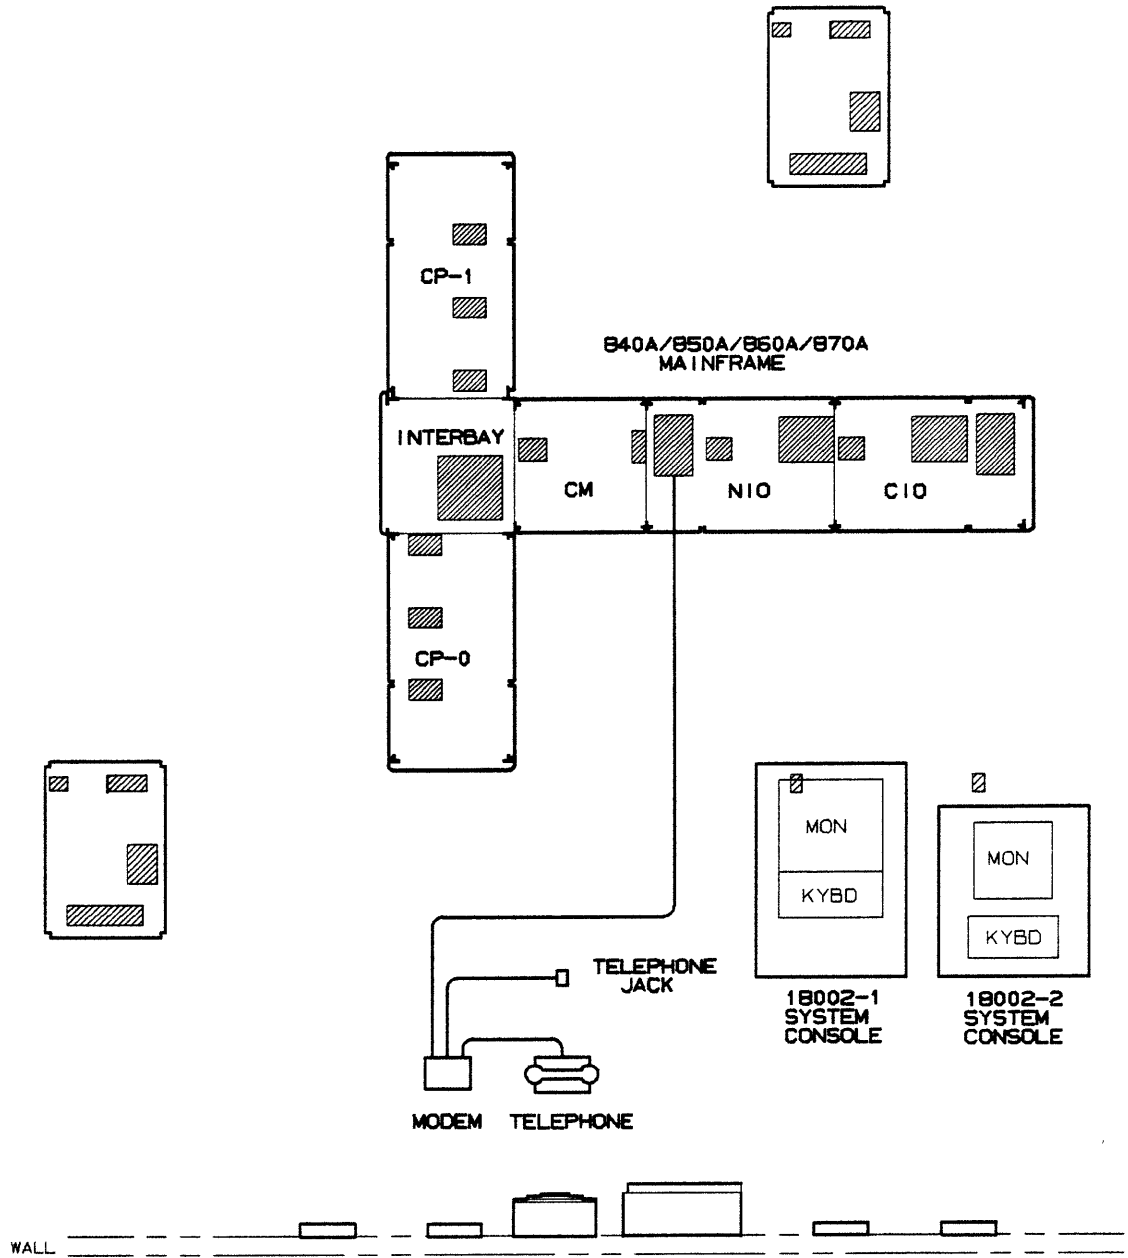 CP-1
840A/850A/860A/870A
MAINFRAME
INTERBAY
CM
NIO
CIO
CP-0
MON
KYBD
MON
KYBD
TELEPHONE
JACK
18002-1
SYSTEM
CONSOLE
18002-2
SYSTEM
CONSOLE
MODEM
TELEPHONE
WALL